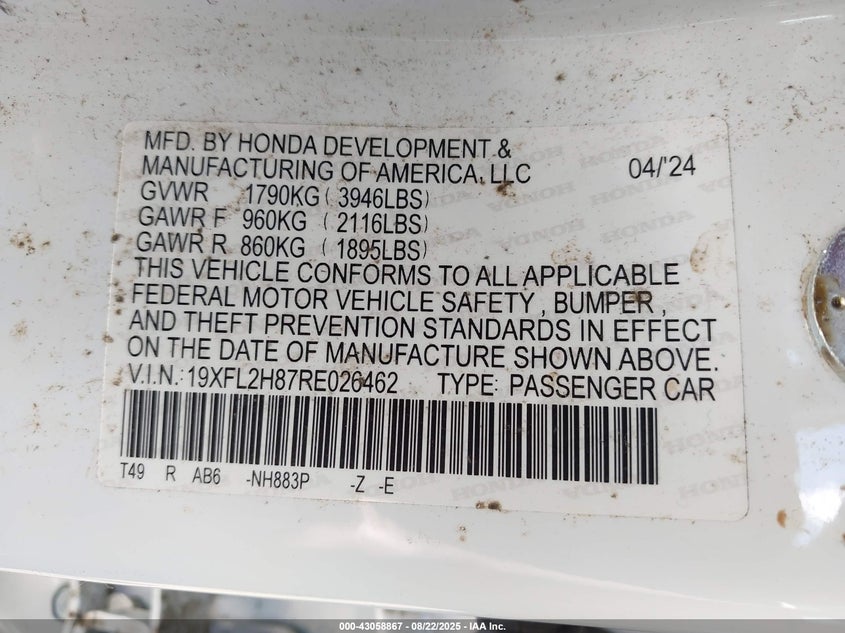 MFD. BY HONDA DEVELOPMENT &
MANUFACTURING OF AMERICA, LLC 04/'24
GVWR 1790KG ( 3946LBS)
GAWR F 960KG ( 2116LBS)
GAWR R 860KG ( 1895LBS)
THIS VEHICLE CONFORMS TO ALL APPLICABLE
FEDERAL MOTOR VEHICLE SAFETY , BUMPER ,
AND THEFT PREVENTION STANDARDS IN EFFECT
ON THE DATE OF MANUFACTURE SHOWN ABOVE.
V.I.N.: 19XFL2H87RE026462 TYPE: PASSENGER CAR
T49 R AB6 -NH883P -Z -E
000-43058867 - 08/22/2025 - IAA Inc.